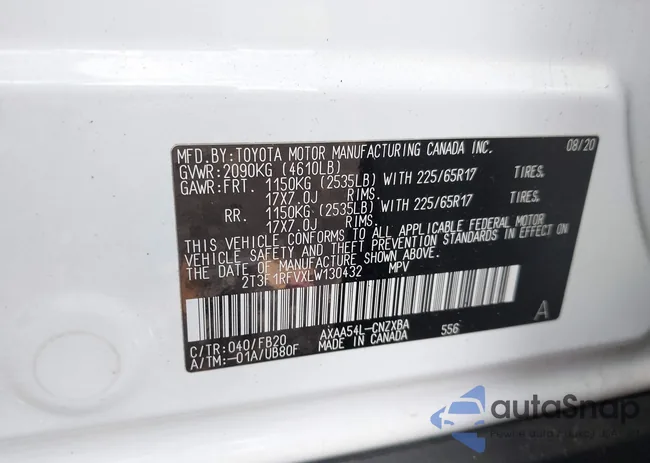 MFD. BY: TOYOTA MOTOR MANUFACTURING CANADA INC. 08/20
GVWR: 2090KG (4610LB)
GAWR: FRT. 1150KG (2535LB) WITH 225/65R17 TIRES.
17X7.0J RIMS.
RR. 1150KG (2535LB) WITH 225/65R17 TIRES.
17X7.0J RIMS.
THIS VEHICLE CONFORMS TO ALL APPLICABLE FEDERAL MOTOR
VEHICLE SAFETY AND THEFT PREVENTION STANDARDS IN EFFECT ON
THE DATE OF MANUFACTURE SHOWN ABOVE.
2T3F1RFVXLW130432 MPV
A
C/TR: 040/FB20 AXAA54L-CNZXBA 556
A/TM: -01A/UB80F MADE IN CANADA
autoSnap